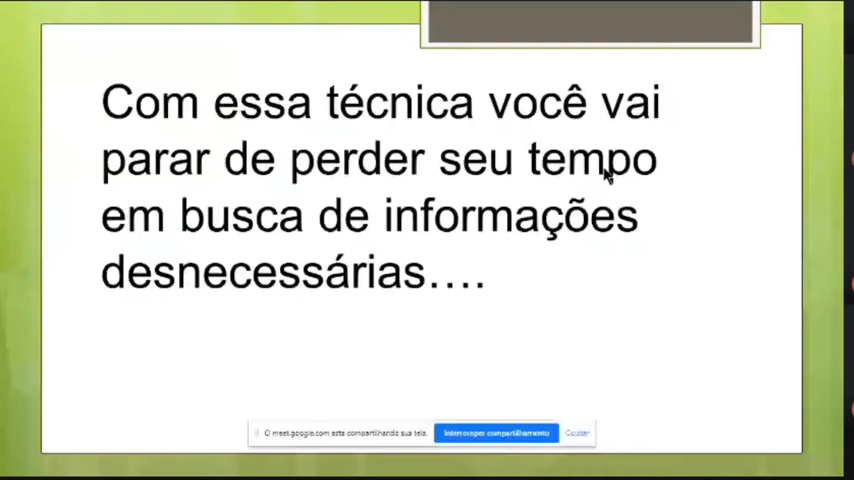 Com essa técnica você vai
parar de perder seu tempo
em busca de informações
desnecessárias....
O meet.google.com está compartilhando sua tela. Interromper compartilhamento Ocultar